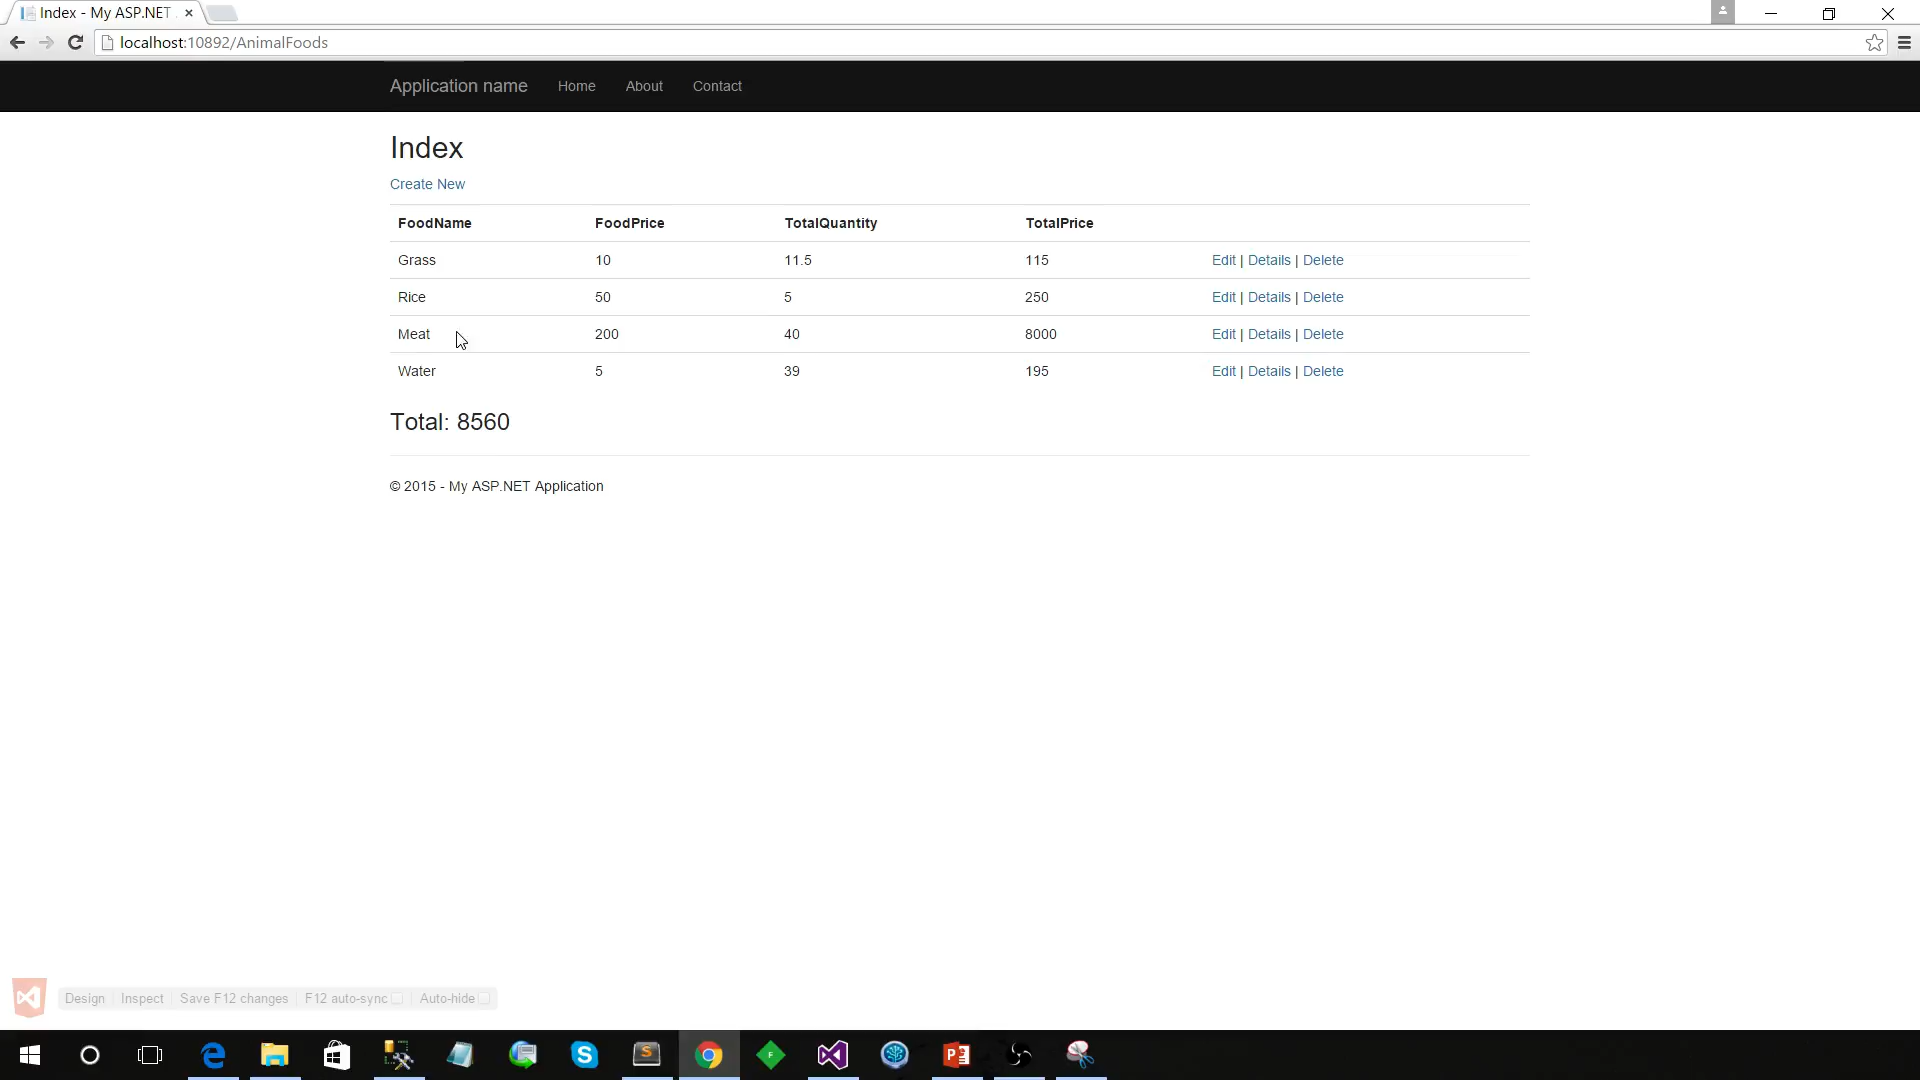 Index - My ASP.NET
localhost:10892/AnimalFoods
Application name Home About Contact
Index
Create New
FoodName FoodPrice TotalQuantity TotalPrice
Grass 10 11.5 115 Edit | Details | Delete
Rice 50 5 250 Edit | Details | Delete
Meat 200 40 8000 Edit | Details | Delete
Water 5 39 195 Edit | Details | Delete
Total: 8560
© 2015 - My ASP.NET Application
Design Inspect Save F12 changes F12 auto-sync Auto-hide